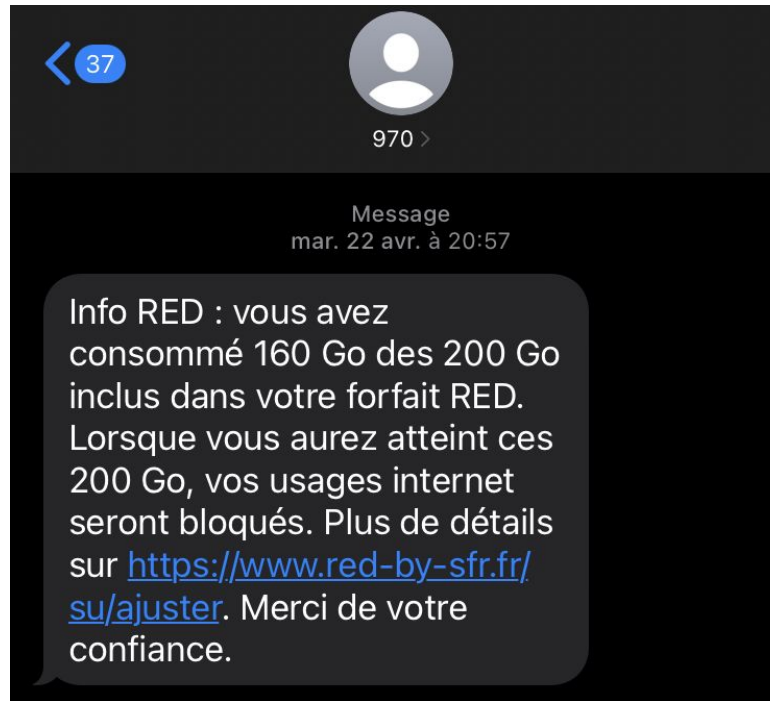 37
970
Message
mar. 22 avr. à 20:57
Info RED : vous avez
consommé 160 Go des 200 Go
inclus dans votre forfait RED.
Lorsque vous aurez atteint ces
200 Go, vos usages internet
seront bloqués. Plus de détails
sur https://www.red-by-sfr.fr/
su/ajuster. Merci de votre
confiance.